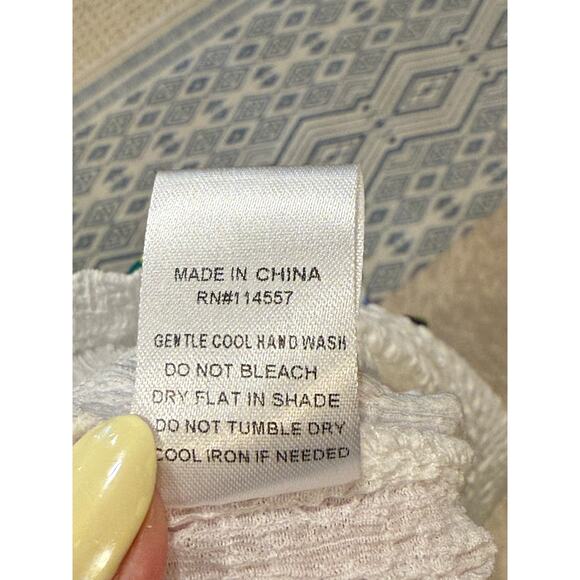 MADE IN CHINA
RN#114557
GENTLE COOL HAND WASH
DO NOT BLEACH
DRY FLAT IN SHADE
DO NOT TUMBLE DRY
COOL IRON IF NEEDED